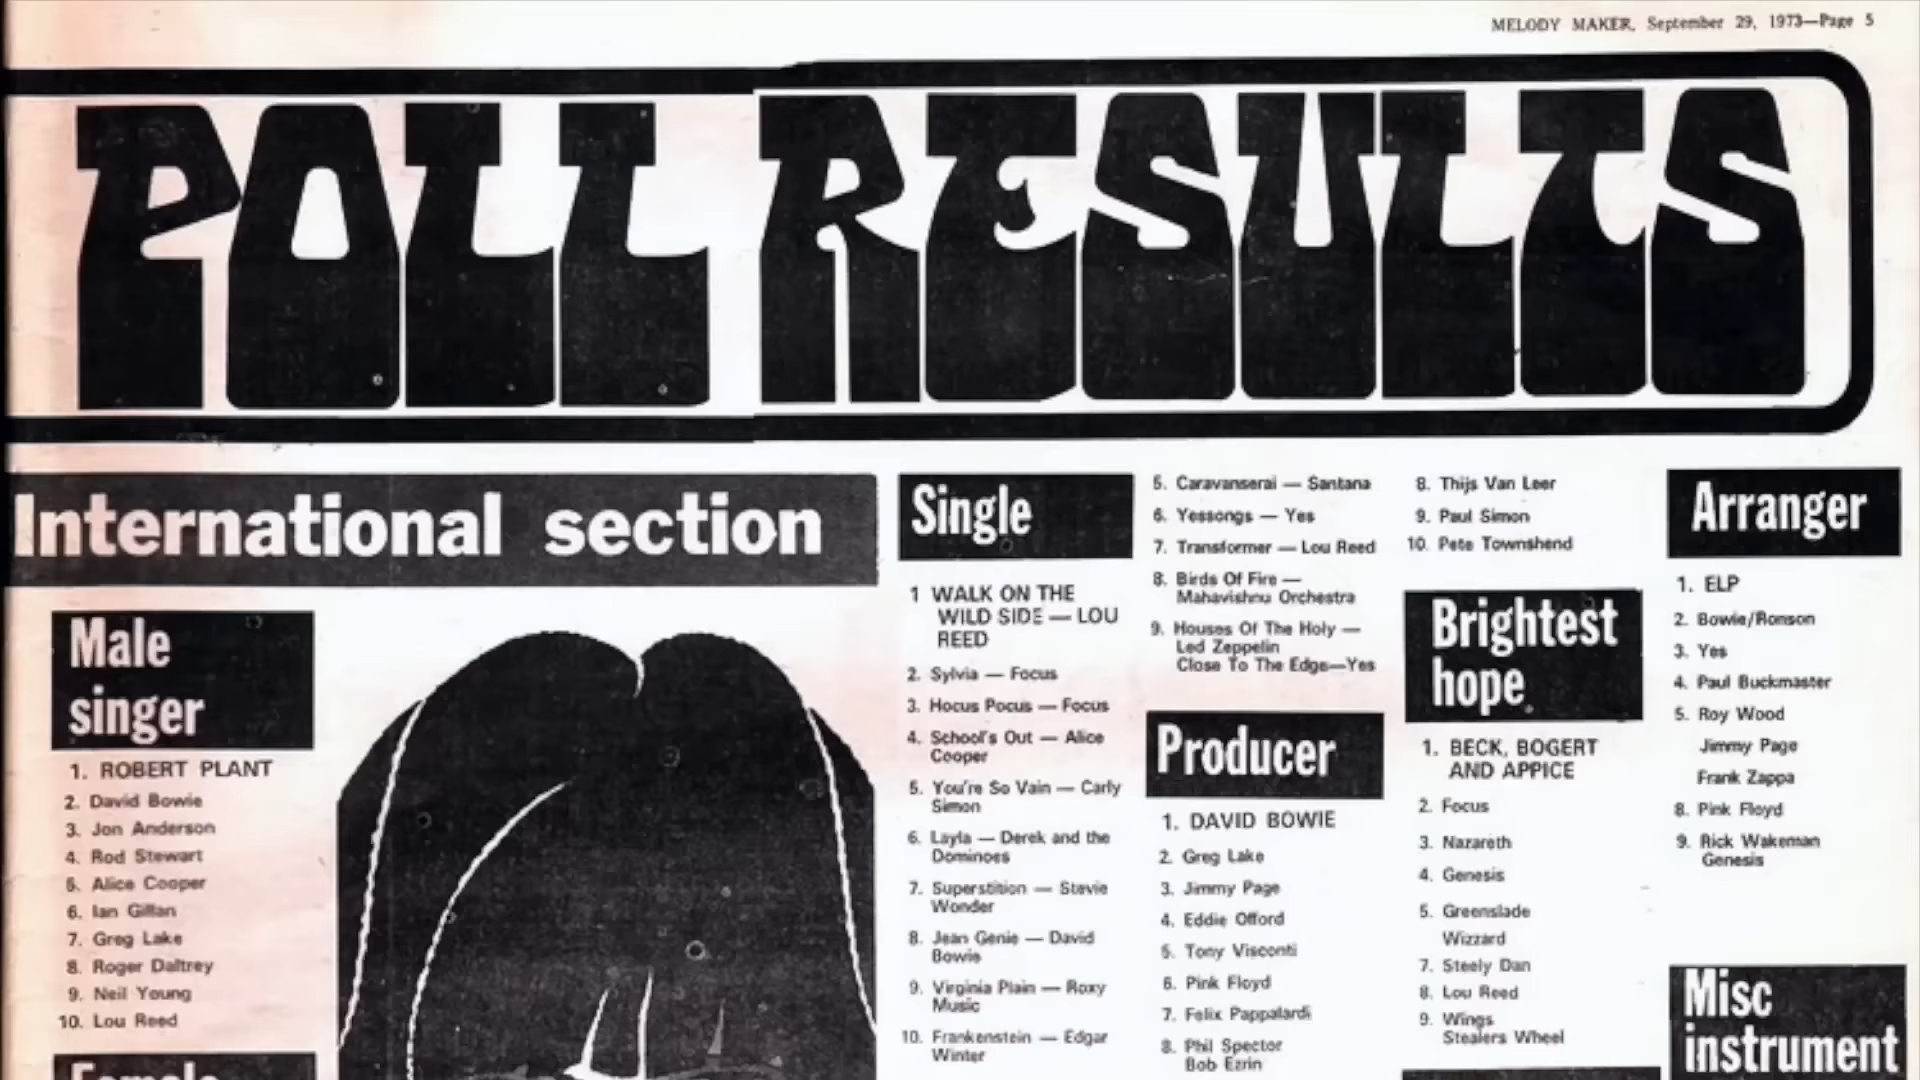 MELODY MAKER, September 29, 1973—Page 5
POLL RESULTS
International section
Male
singer
1. ROBERT PLANT
2. David Bowie
3. Jon Anderson
4. Rod Stewart
5. Alice Cooper
6. Ian Gillan
7. Greg Lake
8. Roger Daltrey
9. Neil Young
10. Lou Reed
Single
1 WALK ON THE
WILD SIDE — LOU
REED
2. Sylvia — Focus
3. Hocus Pocus — Focus
4. School's Out — Alice
Cooper
5. You're So Vain — Carly
Simon
6. Layla — Derek and the
Dominoes
7. Superstition — Stevie
Wonder
8. Jean Genie — David
Bowie
9. Virginia Plain — Roxy
Music
10. Frankenstein — Edgar
Winter
5. Caravanserai — Santana
6. Yessongs — Yes
7. Transformer — Lou Reed
8. Birds Of Fire —
Mahavishnu Orchestra
9. Houses Of The Holy —
Led Zeppelin
Close To The Edge—Yes
Producer
1. DAVID BOWIE
2. Greg Lake
3. Jimmy Page
4. Eddie Offord
5. Tony Visconti
6. Pink Floyd
7. Felix Pappalardi
8. Phil Spector
Bob Ezrin
8. Thijs Van Leer
9. Paul Simon
10. Pete Townshend
Brightest
hope
1. BECK, BOGERT
AND APPICE
2. Focus
3. Nazareth
4. Genesis
5. Greenslade
Wizzard
7. Steely Dan
8. Lou Reed
9. Wings
Stealers Wheel
Arranger
1. ELP
2. Bowie/Ronson
3. Yes
4. Paul Buckmaster
5. Roy Wood
Jimmy Page
Frank Zappa
8. Pink Floyd
9. Rick Wakeman
Genesis
Misc
instrument